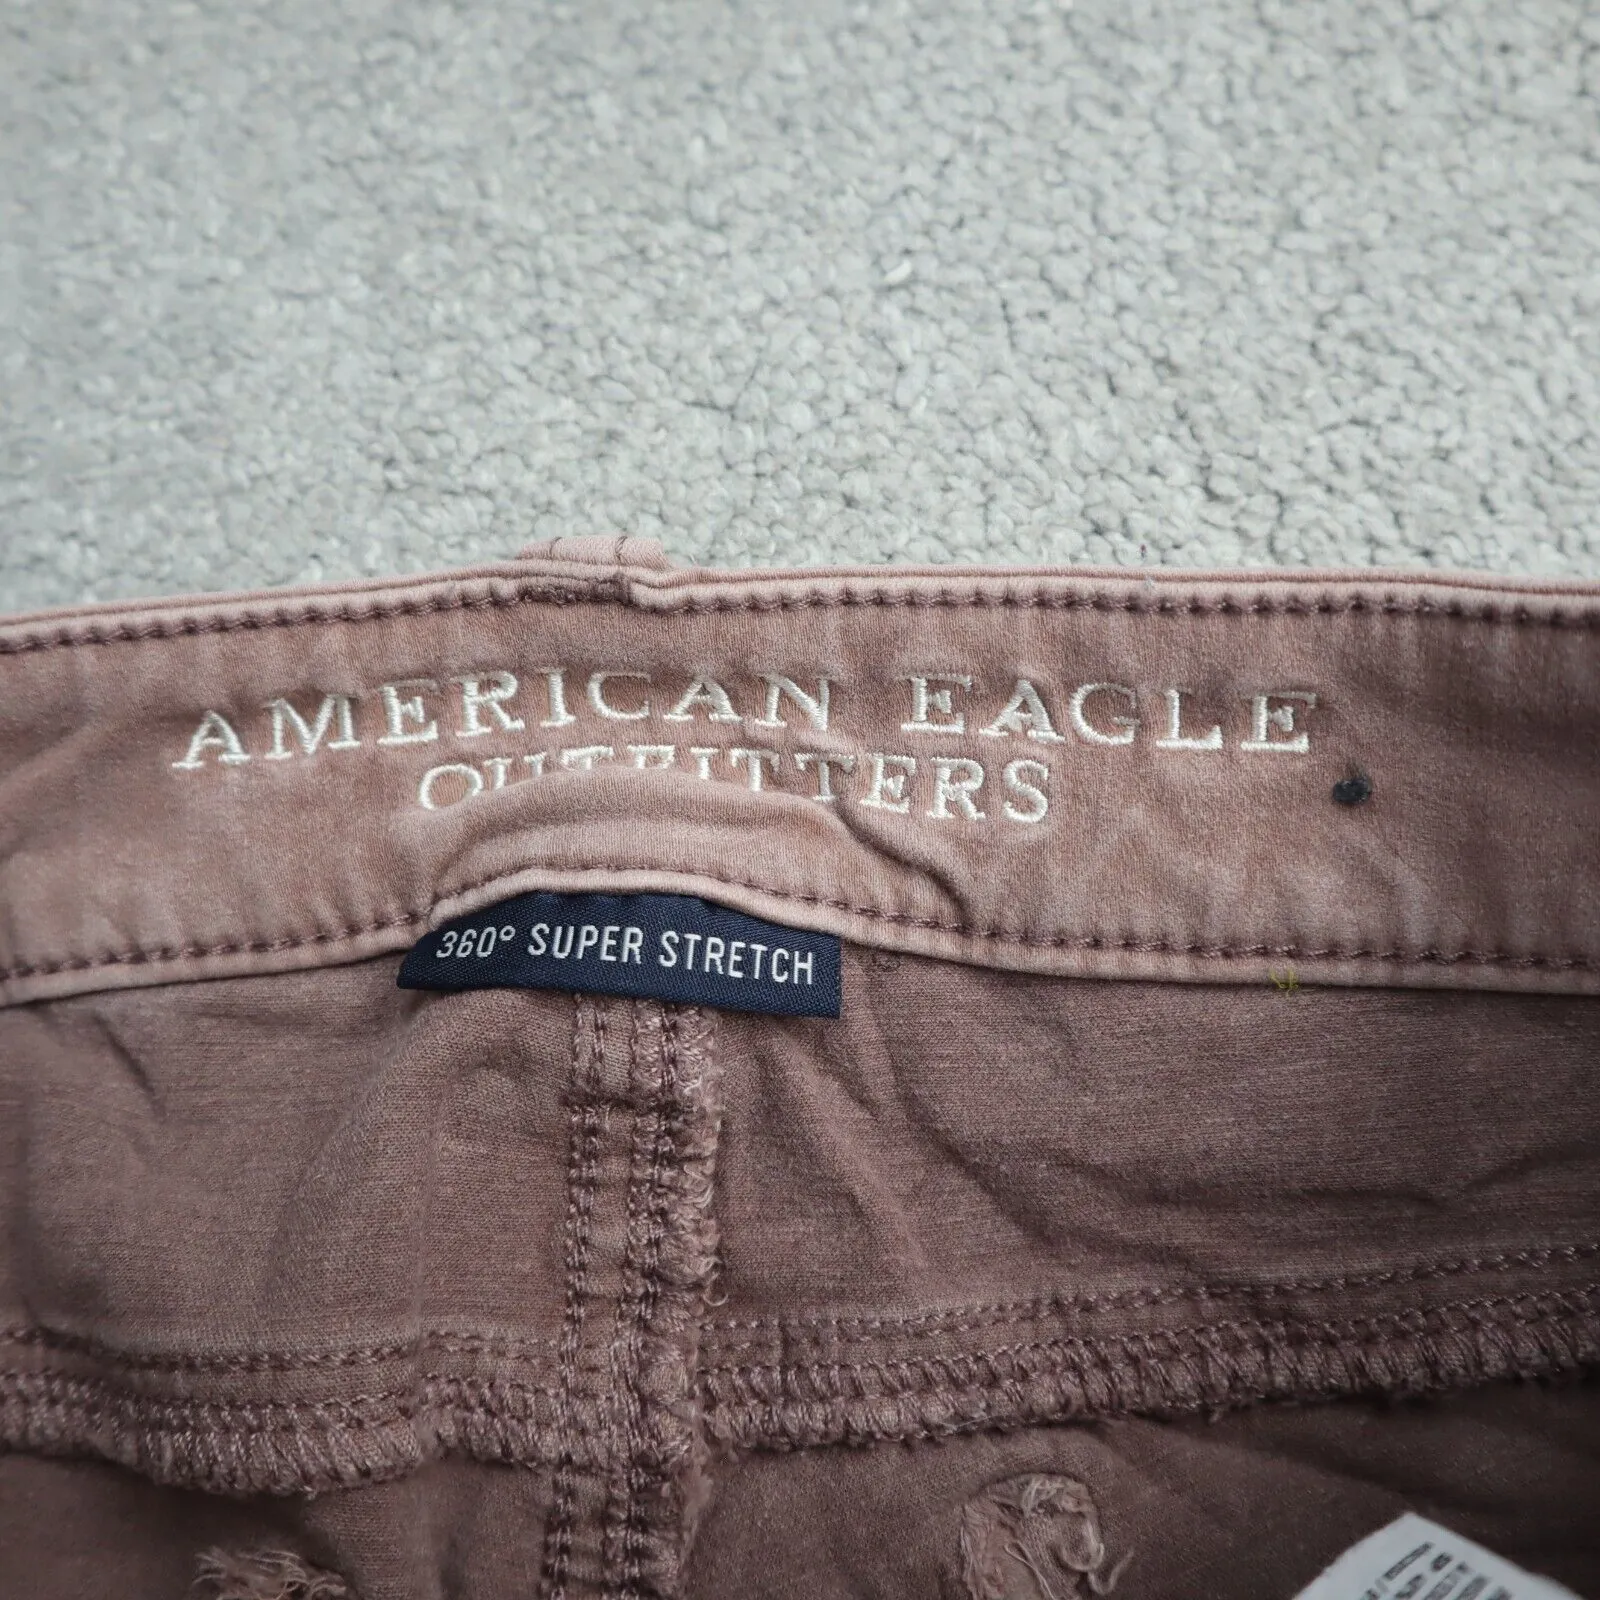 AMERICAN EAGLE
OUTFITTERS
360° SUPER STRETCH